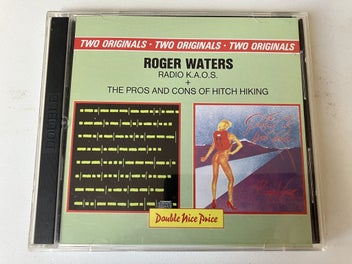 TWO ORIGINALS · TWO ORIGINALS · TWO ORIGINALS
ROGER WATERS
RADIO K.A.O.S.
+
THE PROS AND CONS OF HITCH HIKING
Double Nice Price